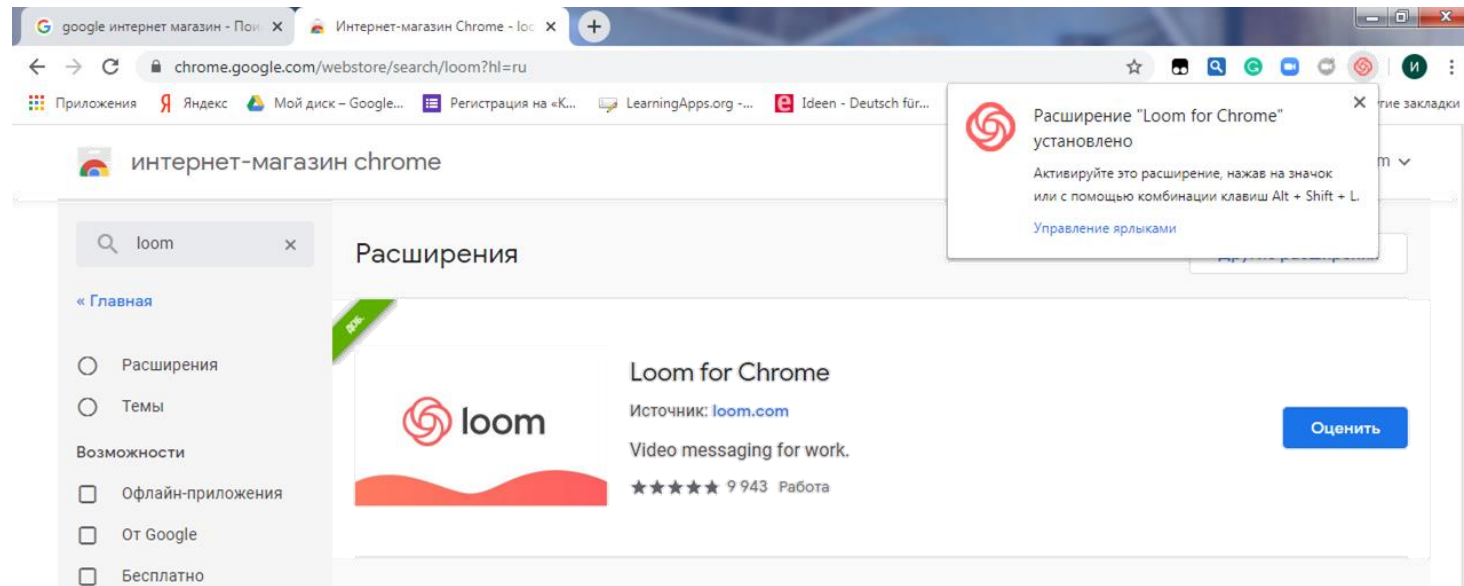 google интернет магазин - Пои
Интернет-магазин Chrome - loo
chrome.google.com/webstore/search/loom?hl=ru
И
Приложения
Яндекс
Мой диск – Google...
Регистрация на «К...
LearningApps.org -...
Ideen - Deutsch für...
гие закладки
Расширение "Loom for Chrome"
установлено
Активируйте это расширение, нажав на значок
или с помощью комбинации клавиш Alt + Shift + L.
Управление ярлыками
интернет-магазин chrome
m
loom
« Главная
Расширения
Темы
Возможности
Офлайн-приложения
От Google
Бесплатно
Расширения
ДОБ.
loom
Loom for Chrome
Источник: loom.com
Video messaging for work.
9 943 Работа
Оценить